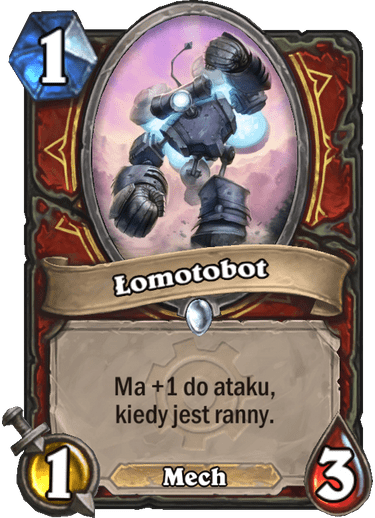 1
Łomotobot
Ma +1 do ataku,
kiedy jest ranny.
1
Mech
3